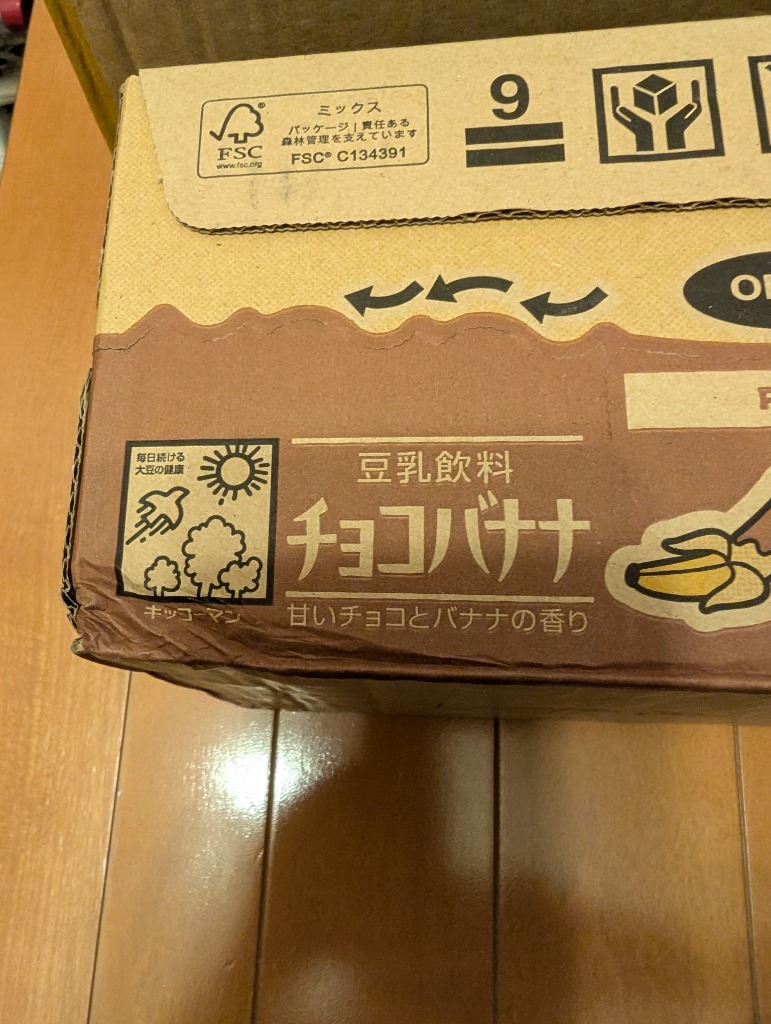 FSC®
www.fsc.org
ミックス
パッケージ | 責任ある
森林管理を支えています
FSC® C134391
9
毎日続ける
大豆の健康
キッコーマン
豆乳飲料
チョコバナナ
甘いチョコとバナナの香り